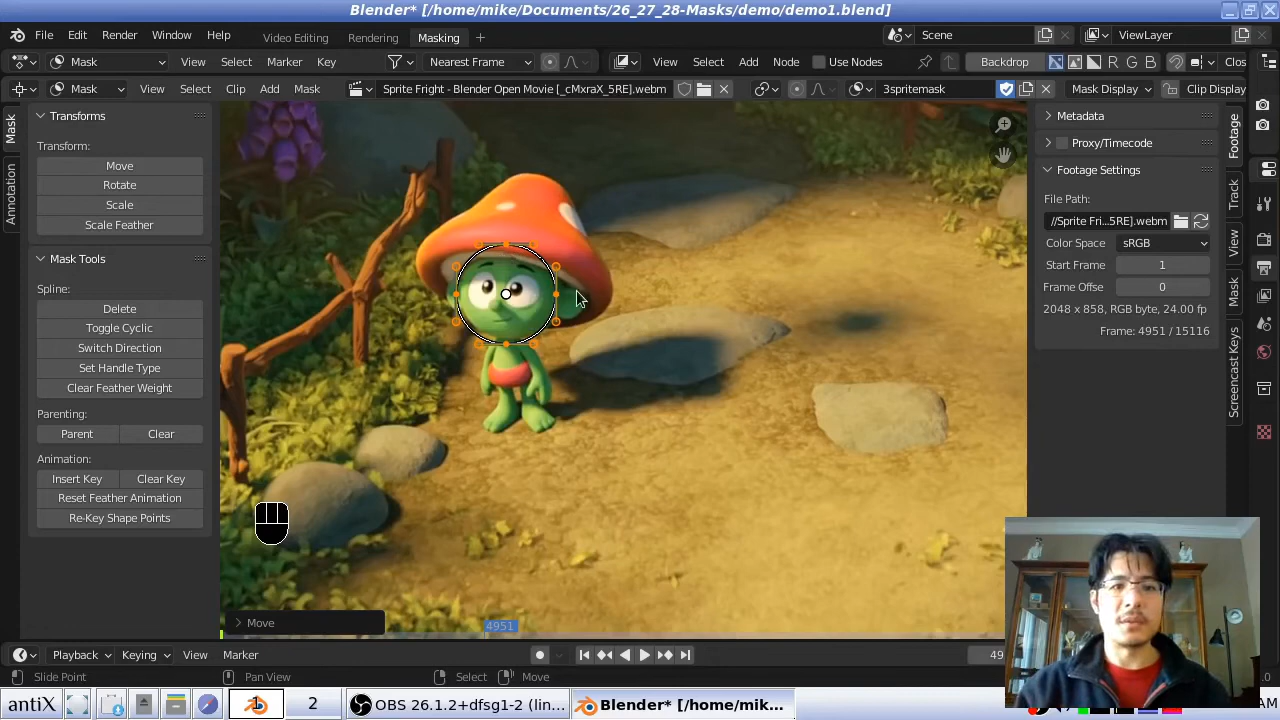 Blender* [/home/mike/Documents/26_27_28-Masks/demo/demo1.blend]
File Edit Render Window Help Video Editing Rendering Masking + Scene ViewLayer
Mask View Select Marker Key Nearest Frame View Select Add Node Use Nodes Backdrop R G B Clos
Mask View Select Clip Add M Sprite Fright - Blender Open Movie [_cMxraX_5RE].webm 3spritemask Mask Display Clip Display
Mask
Annotation
Transforms
Transform:
Move
Rotate
Scale
Scale Feather
Mask Tools
Spline:
Delete
Toggle Cyclic
Switch Direction
Set Handle Type
Clear Feather Weight
Parenting:
Parent Clear
Animation:
Insert Key Clear Key
Reset Feather Animation
Re-Key Shape Points
Move
4951
Metadata
Proxy/Timecode
Footage Settings
File Path:
//Sprite Fri...5RE].webm
Color Space sRGB
Start Frame 1
Frame Offse 0
2048 x 858, RGB byte, 24.00 fp
Frame: 4951 / 15116
Footage
Track
View
Mask
Screencast Keys
Playback Keying View Marker 49
Slide Point Pan View Select Move
antiX 1 2 OBS 26.1.2+dfsg1-2 (lin... Blender* [/home/mik...